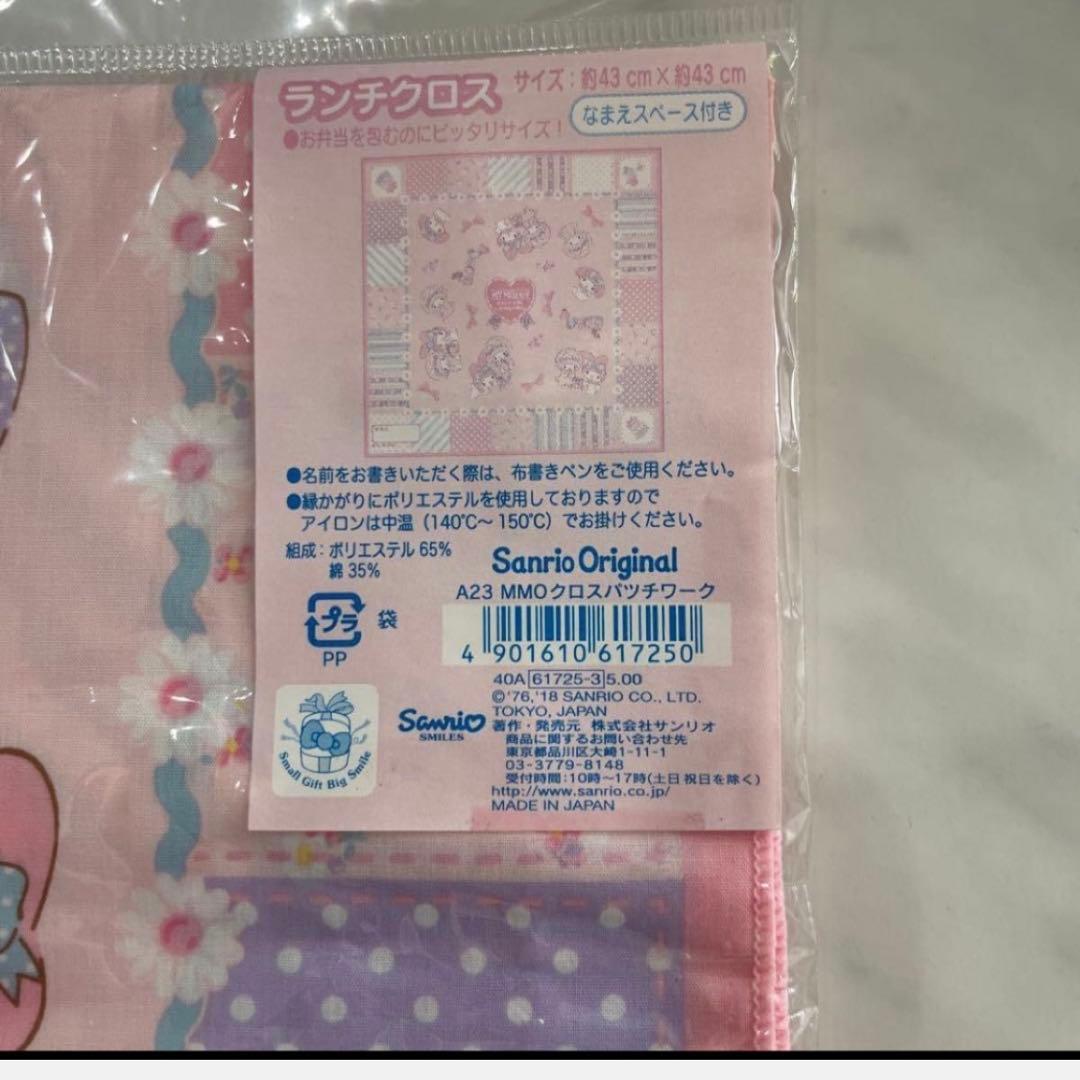 ランチクロス サイズ:約43cm×約43cm
なまえスペース付き
●お弁当を包むのにピッタリサイズ!
MY MELODY
●名前をお書きいただく際は、布書きペンをご使用ください。
●縁かがりにポリエステルを使用しておりますので
アイロンは中温(140℃~150℃)でお掛けください。
組成:ポリエステル65%
綿35%
Sanrio Original
A23 MMOクロスパツチワーク
プラ 袋
PP
4 901610 617250
40A 61725-3 5.00
©'76,'18 SANRIO CO., LTD.
TOKYO, JAPAN
著作・発売元 株式会社サンリオ
商品に関するお問い合わせ先
東京都品川区大崎1-11-1
03-3779-8148
受付時間:10時~17時(土日祝日を除く)
http://www.sanrio.co.jp/
MADE IN JAPAN
Sanrio
SMILES
Small Gift Big Smile